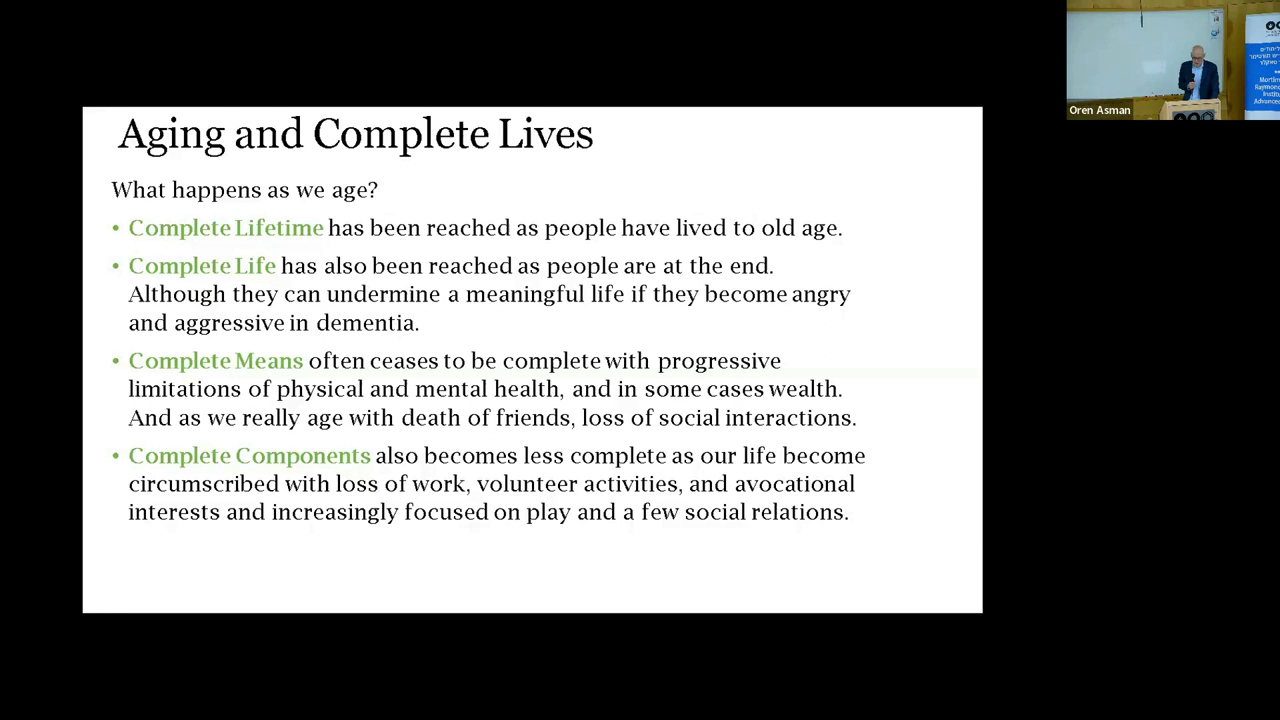 Aging and Complete Lives
What happens as we age?
• Complete Lifetime has been reached as people have lived to old age.
• Complete Life has also been reached as people are at the end.
Although they can undermine a meaningful life if they become angry
and aggressive in dementia.
• Complete Means often ceases to be complete with progressive
limitations of physical and mental health, and in some cases wealth.
And as we really age with death of friends, loss of social interactions.
• Complete Components also becomes less complete as our life become
circumscribed with loss of work, volunteer activities, and avocational
interests and increasingly focused on play and a few social relations.
Oren Asman
Mortim
Raymon
Instit
Advance